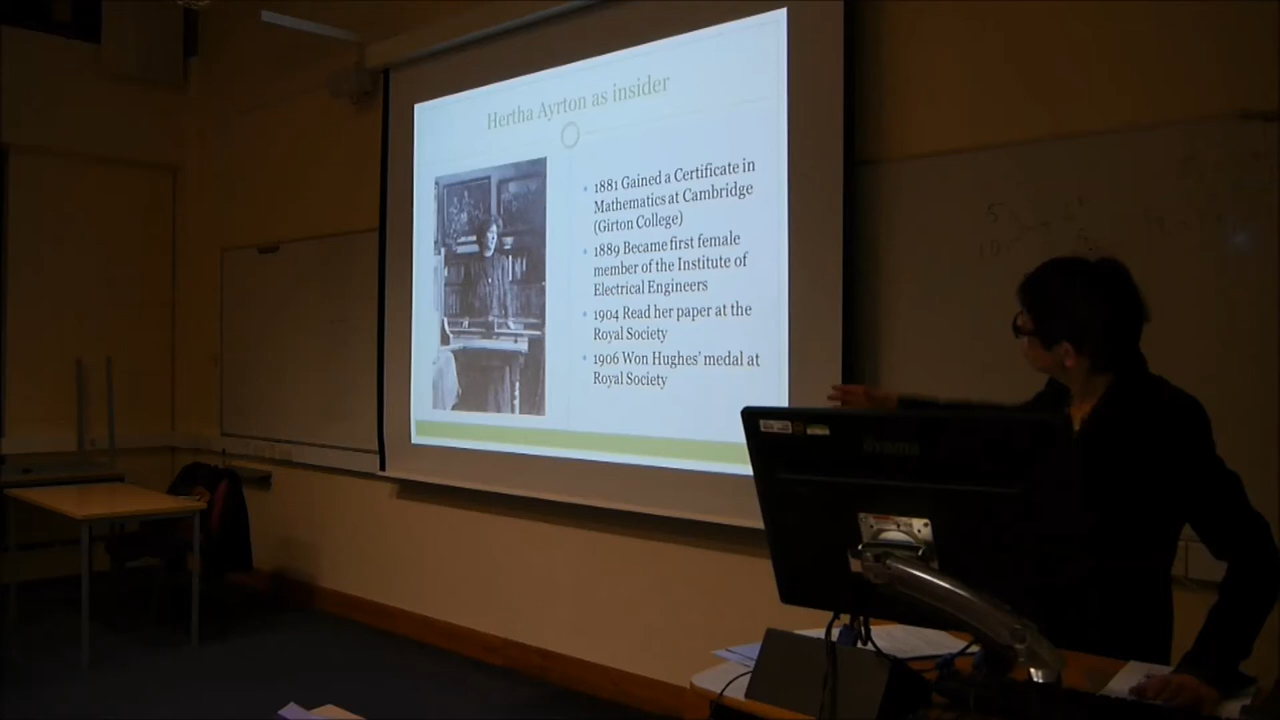 Hertha Ayrton as insider
1881 Gained a Certificate in
Mathematics at Cambridge
(Girton College)
1889 Became first female
member of the Institute of
Electrical Engineers
1904 Read her paper at the
Royal Society
1906 Won Hughes' medal at
Royal Society
iiyama